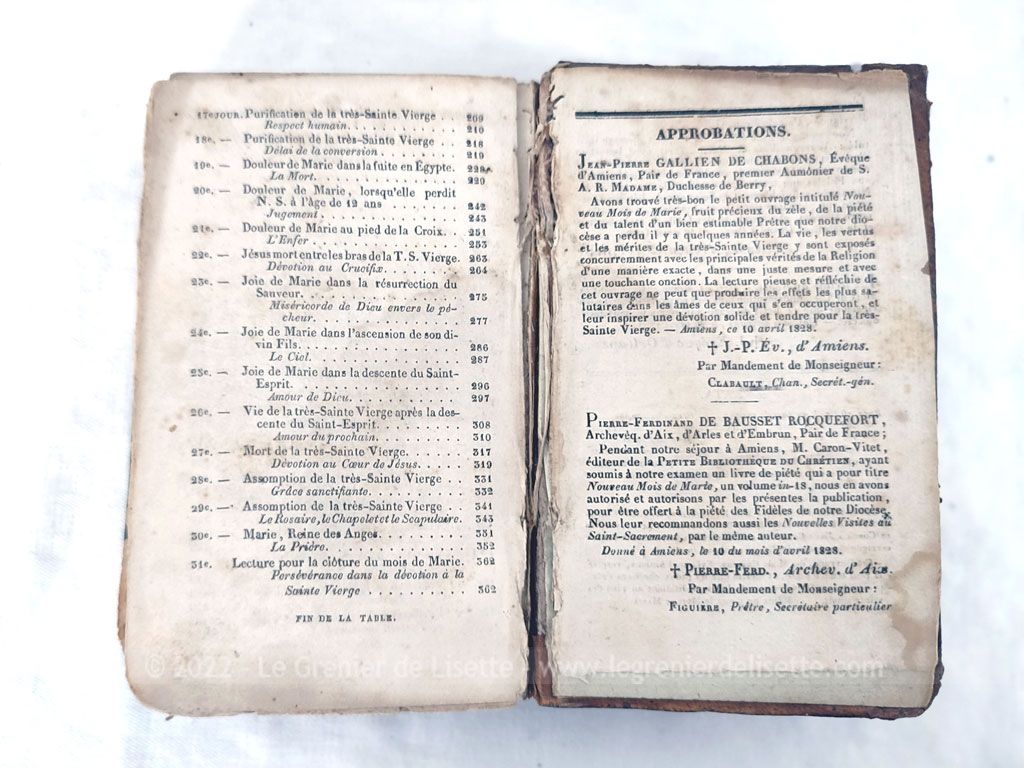 17eJOUR. Purification de la très-Sainte Vierge . . . 209
Respect humain. . . . . . . . . . . . 210
18e. — Purification de la très-Sainte Vierge . . 218
Délai de la conversion. . . . . . . . . 219
19e. — Douleur de Marie dans la fuite en Égypte.
La Mort. . . . . . . . . . . . . . .
20e. — Douleur de Marie, lorsqu'elle perdit
N. S. à l'âge de 12 ans . . . . . . . . 242
Jugement . . . . . . . . . . . . . . 243
21e. — Douleur de Marie au pied de la Croix. . 251
L'Enfer . . . . . . . . . . . . . . . 253
22e. — Jésus mort entre les bras de la T. S. Vierge. 263
Dévotion au Crucifix. . . . . . . . . . 264
23e. — Joie de Marie dans la résurrection du
Sauveur. . . . . . . . . . . . . . . 275
Miséricorde de Dieu envers le pé-
cheur. . . . . . . . . . . . . . . . 277
24e. — Joie de Marie dans l'ascension de son di-
vin Fils. . . . . . . . . . . . . . . 286
Le Ciel. . . . . . . . . . . . . . . 287
25e. — Joie de Marie dans la descente du Saint-
Esprit. . . . . . . . . . . . . . . . 296
Amour de Dieu. . . . . . . . . . . . 297
26e. — Vie de la très-Sainte Vierge après la des-
cente du Saint-Esprit. . . . . . . . . 308
Amour du prochain. . . . . . . . . . 310
27e. — Mort de la très-Sainte Vierge. . . . . . 317
Dévotion au Cœur de Jésus. . . . . . 319
28e. — Assomption de la très-Sainte Vierge . . 331
Grâce sanctifiante. . . . . . . . . . . 332
29e. — Assomption de la très-Sainte Vierge . . 341
Le Rosaire, le Chapelet et le Scapulaire. 343
30e. — Marie, Reine des Anges. . . . . . . . . 351
La Prière. . . . . . . . . . . . . . . 352
31e. Lecture pour la clôture du mois de Marie. 362
Persévérance dans la dévotion à la
Sainte Vierge . . . . . . . . . . . . 362
FIN DE LA TABLE.
APPROBATIONS.
JEAN-PIERRE GALLIEN DE CHABONS, Évêque
d'Amiens, Pair de France, premier Aumônier de S.
A. R. MADAME, Duchesse de Berry,
Avons trouvé très-bon le petit ouvrage intitulé Nou-
veau Mois de Marie, fruit précieux du zèle, de la piété
et du talent d'un bien estimable Prêtre que notre dio-
cèse a perdu il y a quelques années. La vie, les vertus
et les mérites de la très-Sainte Vierge y sont exposés
concurremment avec les principales vérités de la Religion
d'une manière exacte, dans une juste mesure et avec
une touchante onction. La lecture pieuse et réfléchie de
cet ouvrage ne peut que produire les effets les plus sa-
lutaires dans les âmes de ceux qui s'en occuperont, et
leur inspirer une dévotion solide et tendre pour la très-
Sainte Vierge. — Amiens, ce 10 avril 1828.
† J.-P. Év., d'Amiens.
Par Mandement de Monseigneur:
CLABAULT, Chan., Secrét.-gén.
PIERRE-FERDINAND DE BAUSSET ROCQUEFORT,
Archevêq. d'Aix, d'Arles et d'Embrun, Pair de France;
Pendant notre séjour à Amiens, M. Caron-Vitet,
éditeur de la PETITE BIBLIOTHÈQUE DU CHRÉTIEN, ayant
soumis à notre examen un livre de piété qui a pour titre
Nouveau Mois de Marie, un volume in-18, nous en avons
autorisé et autorisons par les présentes la publication,
pour être offert à la piété des Fidèles de notre Diocèse.
Nous leur recommandons aussi les Nouvelles Visites au
Saint-Sacrement, par le même auteur.
Donné à Amiens, le 10 du mois d'avril 1828.
† PIERRE-FERD., Archev. d'Aix.
Par Mandement de Monseigneur:
FIGUIÈRE, Prêtre, Secrétaire particulier
© 2022 - Le Grenier de Lisette - www.legrenierdelisette.com